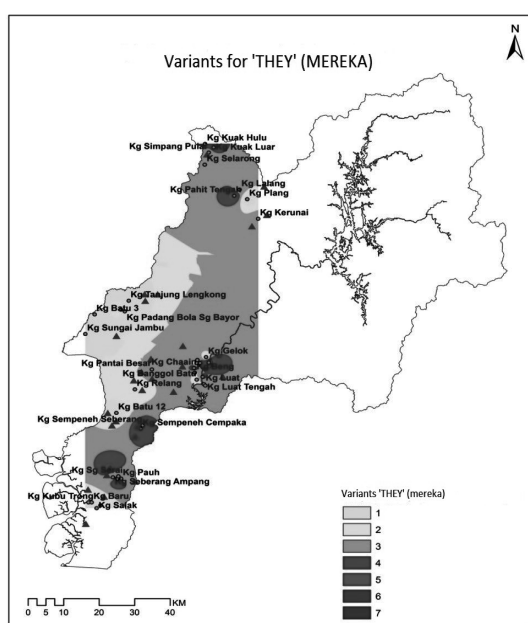 N
Variants for 'THEY' (MEREKA)
Kg Kuak Hulu
Kg Simpang Pulai
Kuak Luar
Kg Selarong
Kg Lalang
Kg Pahit Tengah
Kg Plang
Kg Kerunai
Kg Tanjung Lengkong
Kg Batu 3
Kg Padang Bola Sg Bayor
Kg Sungai Jambu
Kg Gelok
Kg Pantai Besar
Kg Chasing
Kg Banggol Batu
Beng
Kg Luat
Kg Relang
Kg Lust Tengah
Kg Batu 12
Kg Sempeneh Seberang
Kg Sempeneh Cempaka
Kg Pauh
Seberang Ampang
Kg Kubu Trong
Kg Baru
Kg Salak
Variants 'THEY' (mereka)
1
2
3
4
5
6
7
KM
0 5 10 20 30 40